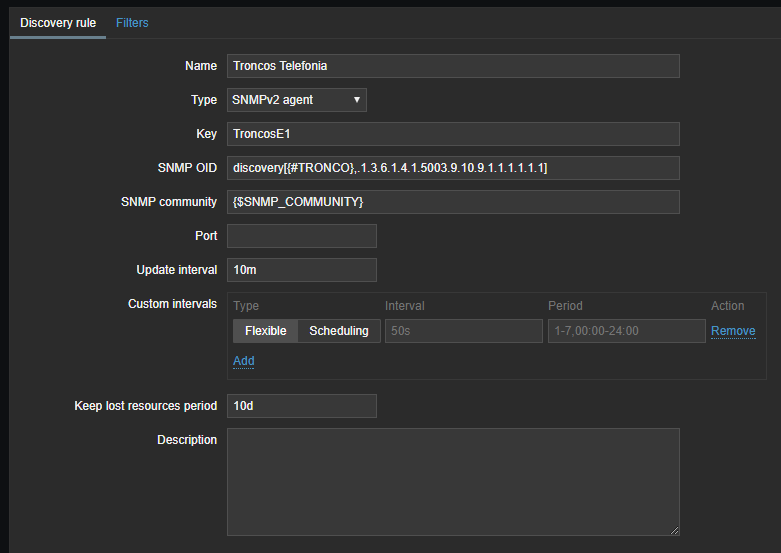 Discovery rule Filters
Name Troncos Telefonia
Type SNMPv2 agent
Key TroncosE1
SNMP OID discovery[{#TRONCO},.1.3.6.1.4.1.5003.9.10.9.1.1.1.1.1.1]
SNMP community {$SNMP_COMMUNITY}
Port
Update interval 10m
Custom intervals Type Interval Period Action
Flexible Scheduling 50s 1-7,00:00-24:00 Remove
Add
Keep lost resources period 10d
Description